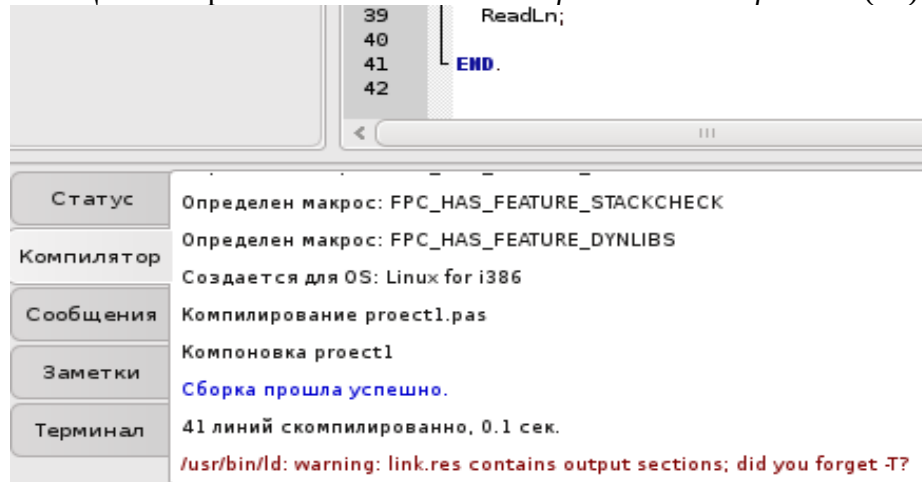 39 ReadLn;
40
41 END.
42
Статус
Компилятор
Сообщения
Заметки
Терминал
Определен макрос: FPC_HAS_FEATURE_STACKCHECK
Определен макрос: FPC_HAS_FEATURE_DYNLIBS
Создается для OS: Linux for i386
Компилирование proect1.pas
Компоновка proect1
Сборка прошла успешно.
41 линий скомпилированно, 0.1 сек.
/usr/bin/ld: warning: link.res contains output sections; did you forget -T?